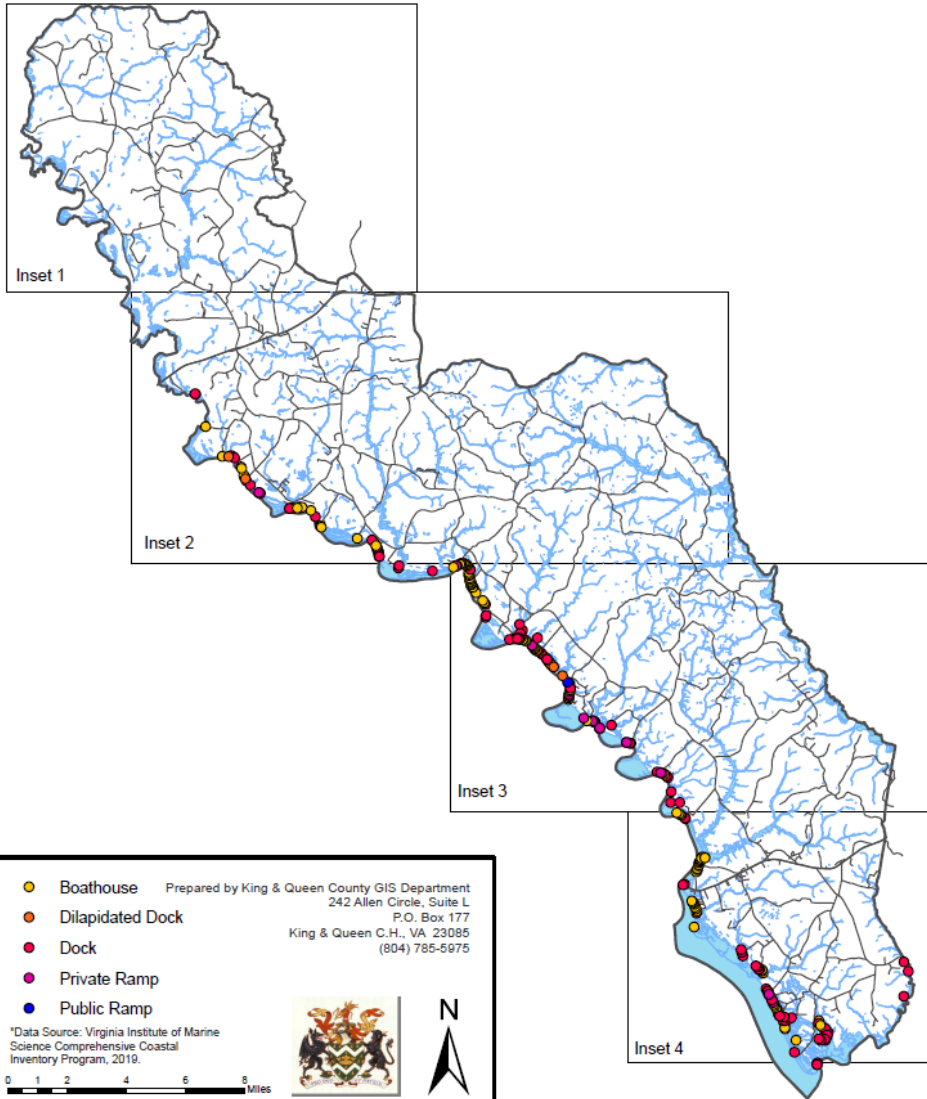 Inset 1
Inset 2
Inset 3
Inset 4
Boathouse
Dilapidated Dock
Dock
Private Ramp
Public Ramp
Prepared by King & Queen County GIS Department
242 Allen Circle, Suite L
P.O. Box 177
King & Queen C.H., VA 23085
(804) 785-5975
*Data Source: Virginia Institute of Marine
Science Comprehensive Coastal
Inventory Program, 2019.
N
0 1 2 4 6 8
Miles